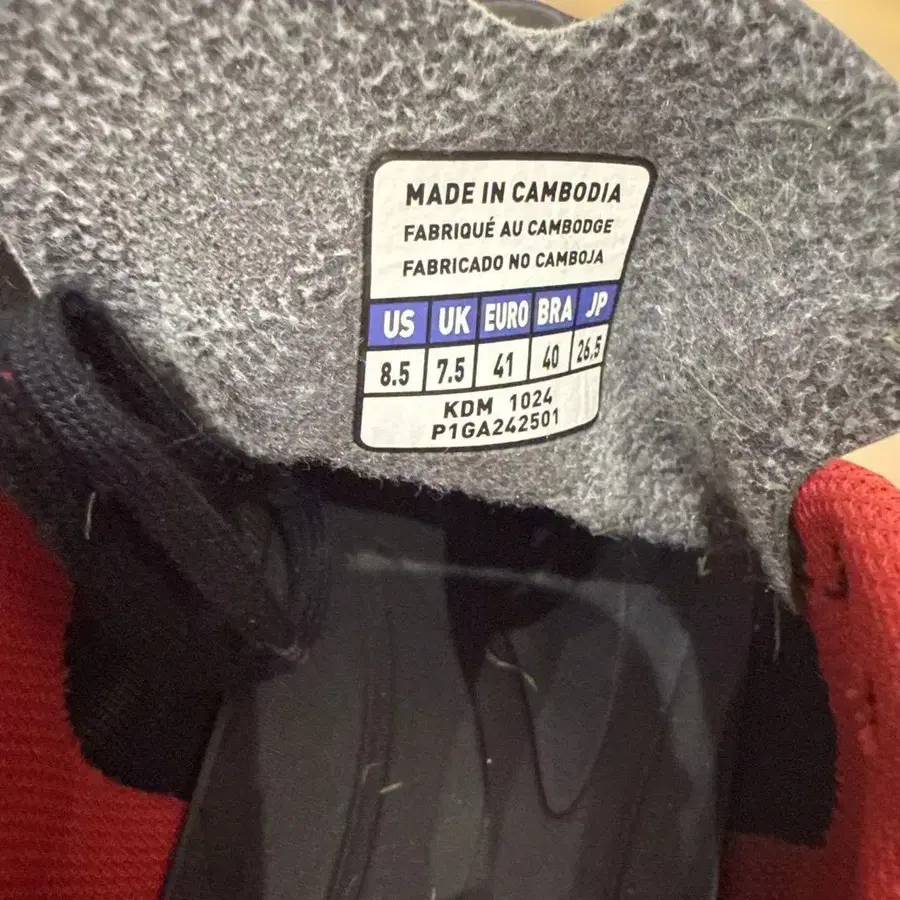 MADE IN CAMBODIA
FABRIQUÉ AU CAMBODGE
FABRICADO NO CAMBOJA
US UK EURO BRA JP
8.5 7.5 41 40 26.5
KDM 1024
P1GA242501